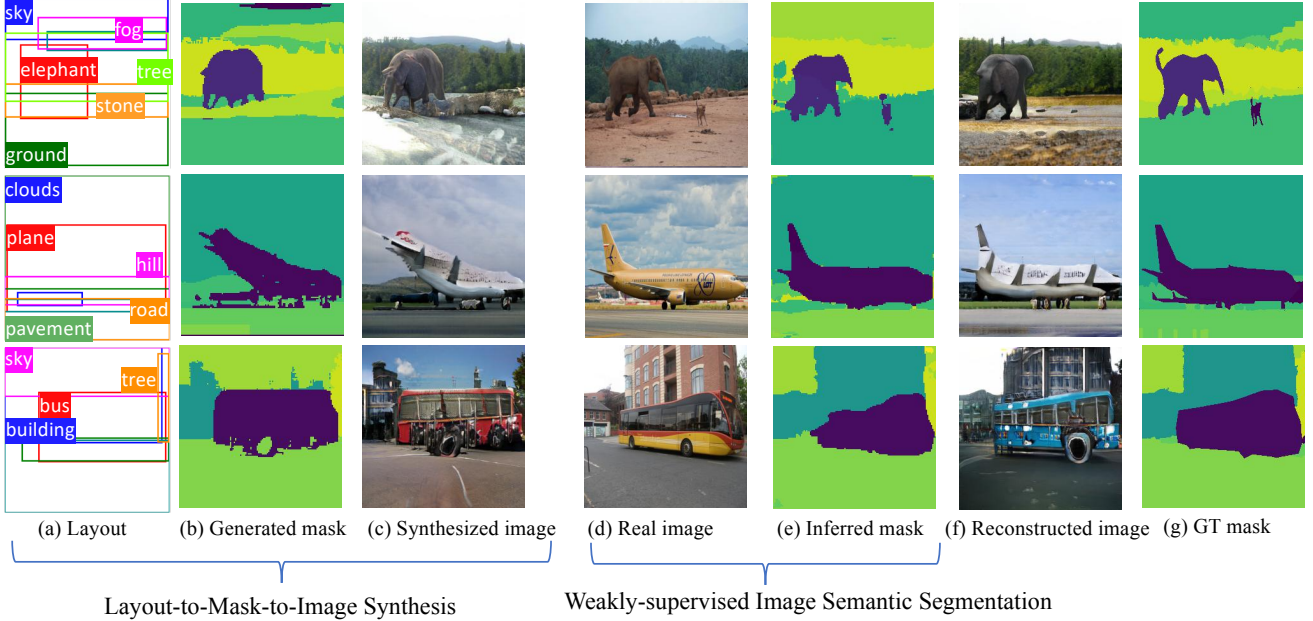 sky
fog
elephant
tree
stone
ground
clouds
plane
hill
road
pavement
sky
tree
bus
building
LOT
(a) Layout
(b) Generated mask
(c) Synthesized image
(d) Real image
(e) Inferred mask
(f) Reconstructed image
(g) GT mask
Layout-to-Mask-to-Image Synthesis
Weakly-supervised Image Semantic Segmentation